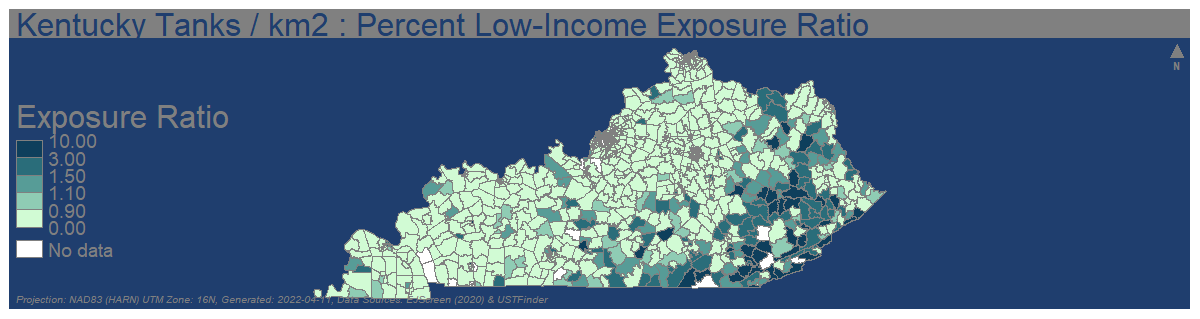 Kentucky Tanks / km2 : Percent Low-Income Exposure Ratio
N
Exposure Ratio
10.00
3.00
1.50
1.10
0.90
0.00
No data
Projection: NAD83 (HARN) UTM Zone: 16N, Generated: 2022-04-11, Data Sources: EJScreen (2020) & USTFinder